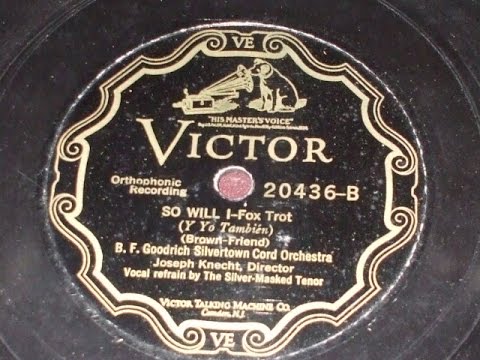 VE
"HIS MASTER'S VOICE"
VICTOR
Orthophonic
Recording
20436-B
SO WILL I-Fox Trot
(Y Yo También)
(Brown-Friend)
B. F. Goodrich Silvertown Cord Orchestra
Joseph Knecht, Director
Vocal refrain by The Silver-Masked Tenor
VICTOR TALKING MACHINE CO.
Camden, N.J.
VE